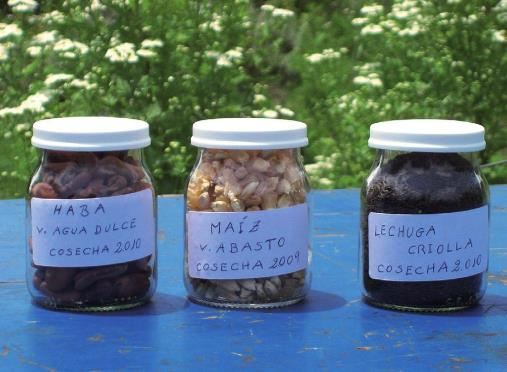 HABA
V. AGUA DULCE
COSECHA 2010
MAÍZ
V. ABASTO
COSECHA 2009
LECHUGA
CRIOLLA
COSECHA 2.010